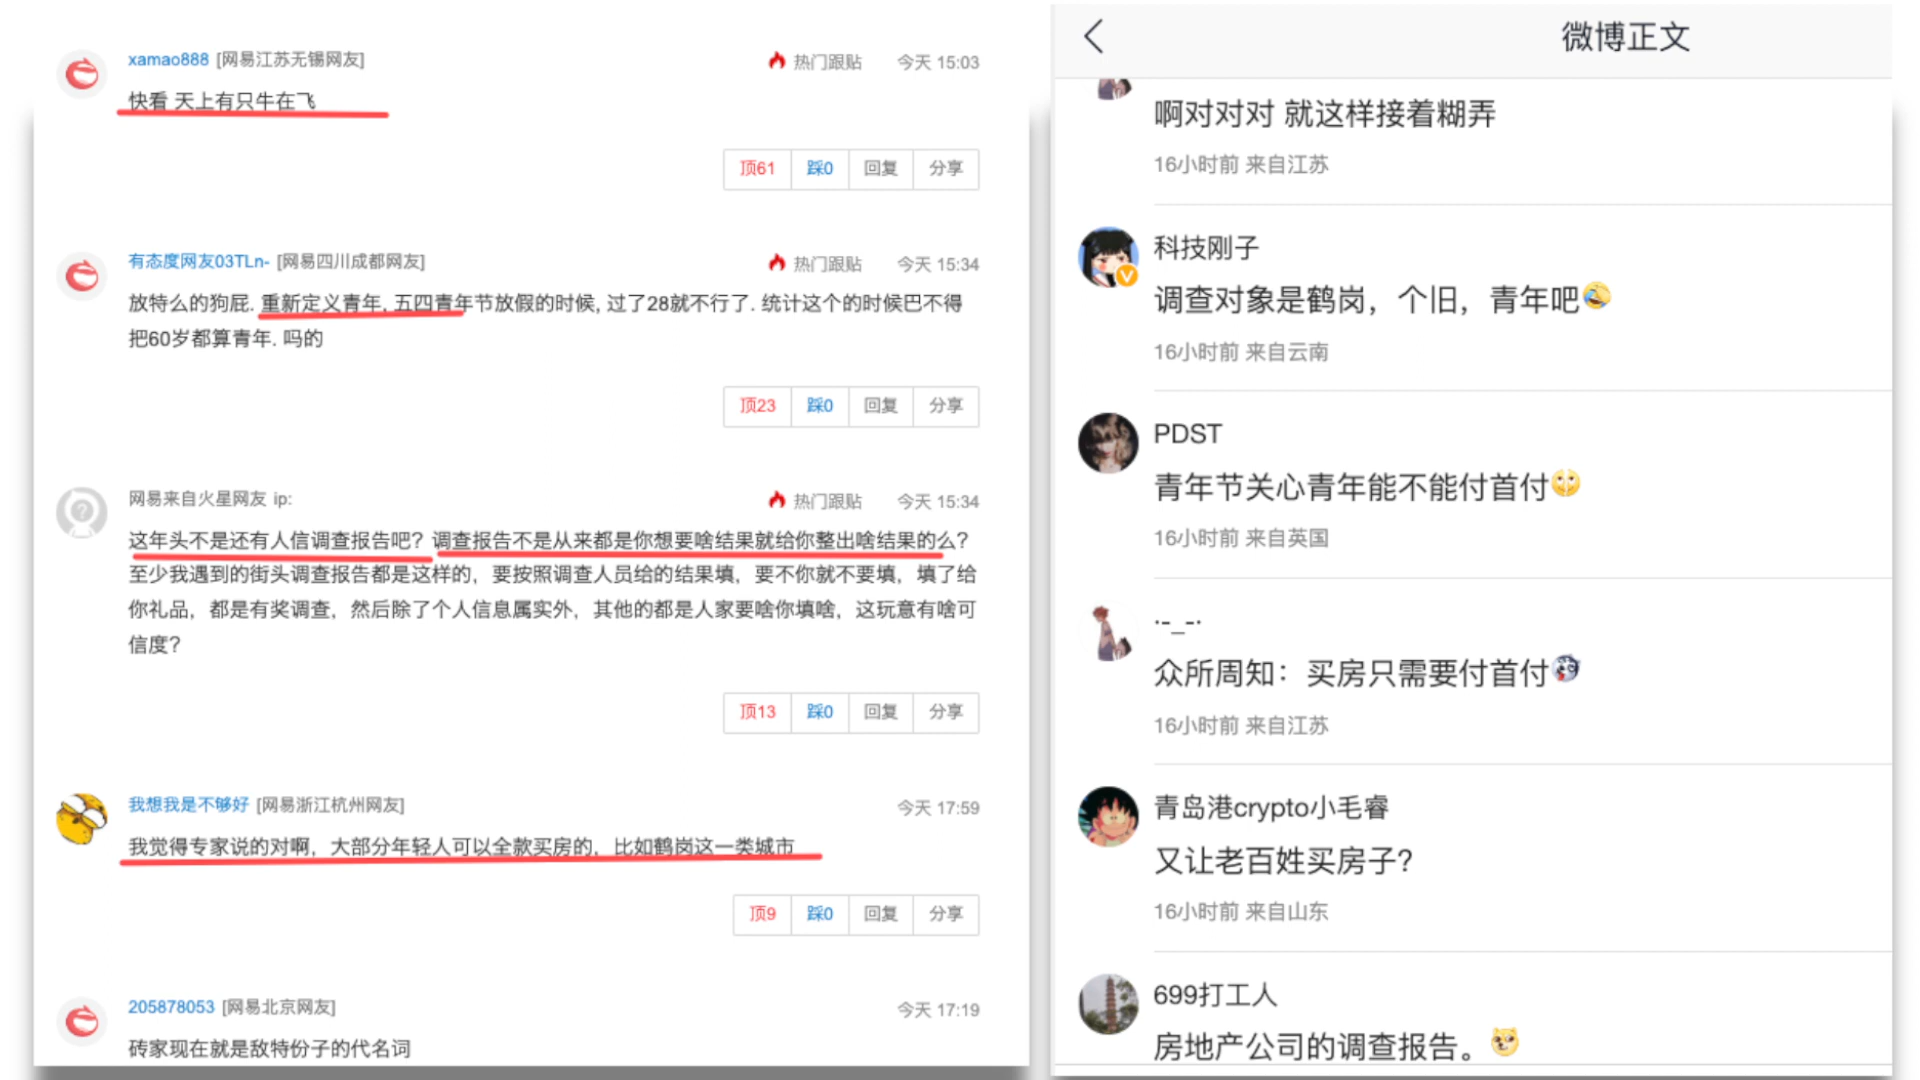 xamao888 [网易江苏无锡网友]
热门跟贴 今天 15:03
快看 天上有只牛在飞
顶61 踩0 回复 分享
有态度网友03TLn- [网易四川成都网友]
热门跟贴 今天 15:34
放特么的狗屁. 重新定义青年, 五四青年节放假的时候, 过了28就不行了. 统计这个的时候巴不得
把60岁都算青年. 吗的
顶23 踩0 回复 分享
网易来自火星网友 ip:
热门跟贴 今天 15:34
这年头不是还有人信调查报告吧？调查报告不是从来都是你想要啥结果就给你整出啥结果的么？
至少我遇到的街头调查报告都是这样的，要按照调查人员给的结果填，要不你就不要填，填了给
你礼品，都是有奖调查，然后除了个人信息属实外，其他的都是人家要啥你填啥，这玩意有啥可
信度？
顶13 踩0 回复 分享
我想我是不够好 [网易浙江杭州网友]
今天 17:59
我觉得专家说的对啊，大部分年轻人可以全款买房的，比如鹤岗这一类城市
顶9 踩0 回复 分享
205878053 [网易北京网友]
今天 17:19
砖家现在就是敌特份子的代名词
微博正文
啊对对对 就这样接着糊弄
16小时前 来自江苏
科技刚子
调查对象是鹤岗，个旧，青年吧
16小时前 来自云南
PDST
青年节关心青年能不能付首付
16小时前 来自英国
·-_-·
众所周知：买房只需要付首付
16小时前 来自江苏
青岛港crypto小毛睿
又让老百姓买房子？
16小时前 来自山东
699打工人
房地产公司的调查报告。